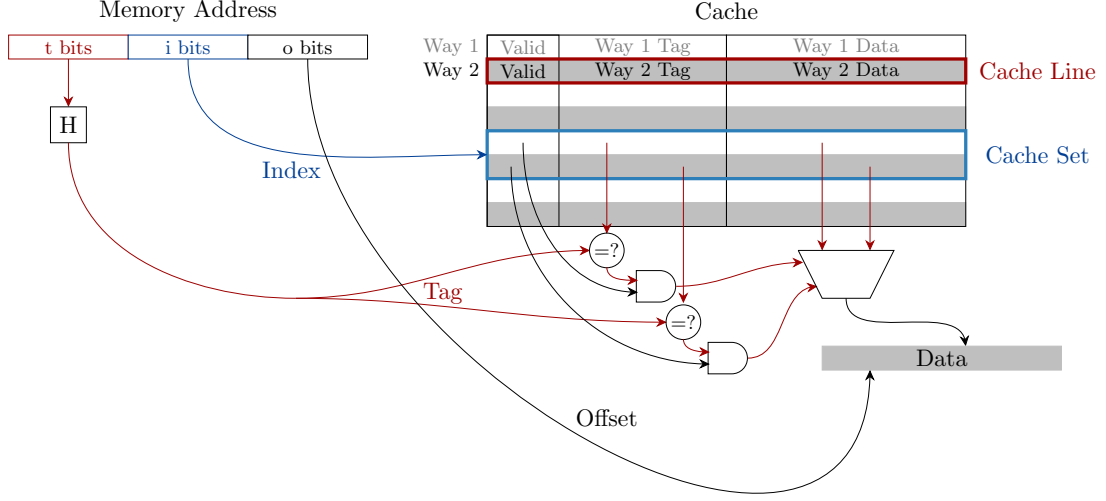 Memory Address
Cache
t bits
i bits
o bits
Way 1
Valid
Way 1 Tag
Way 1 Data
Way 2
Valid
Way 2 Tag
Way 2 Data
Cache Line
H
Index
Cache Set
=?
Tag
=?
Data
Offset